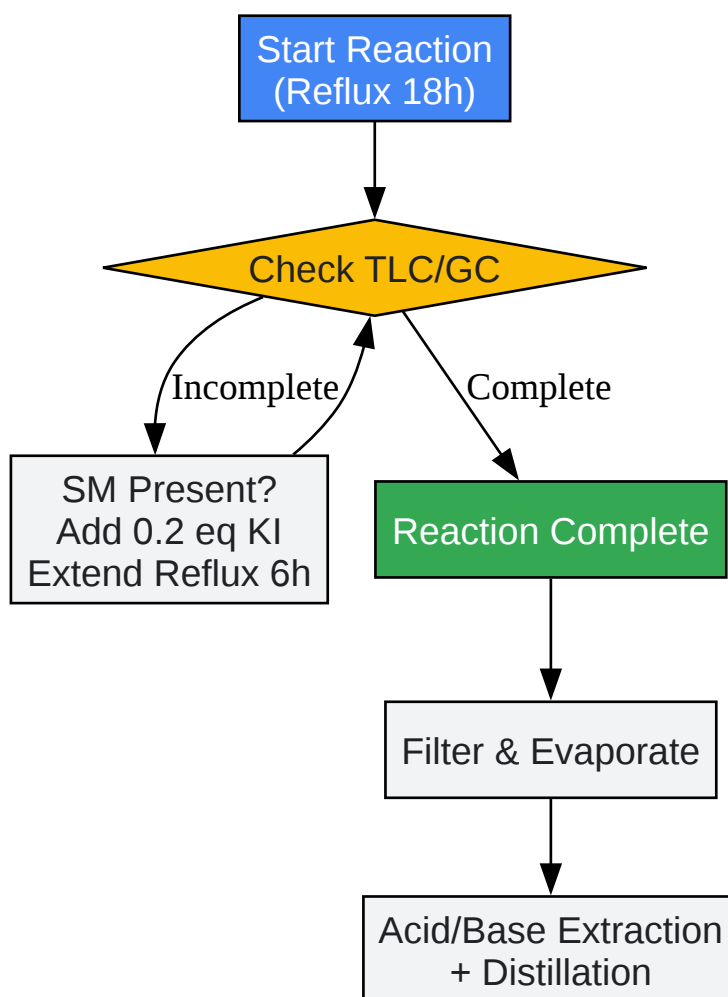 Start Reaction
(Reflux 18h)
Check TLC/GC
Incomplete
Complete
SM Present?
Add 0.2 eq KI
Extend Reflux 6h
Reaction Complete
Filter & Evaporate
Acid/Base Extraction
+ Distillation